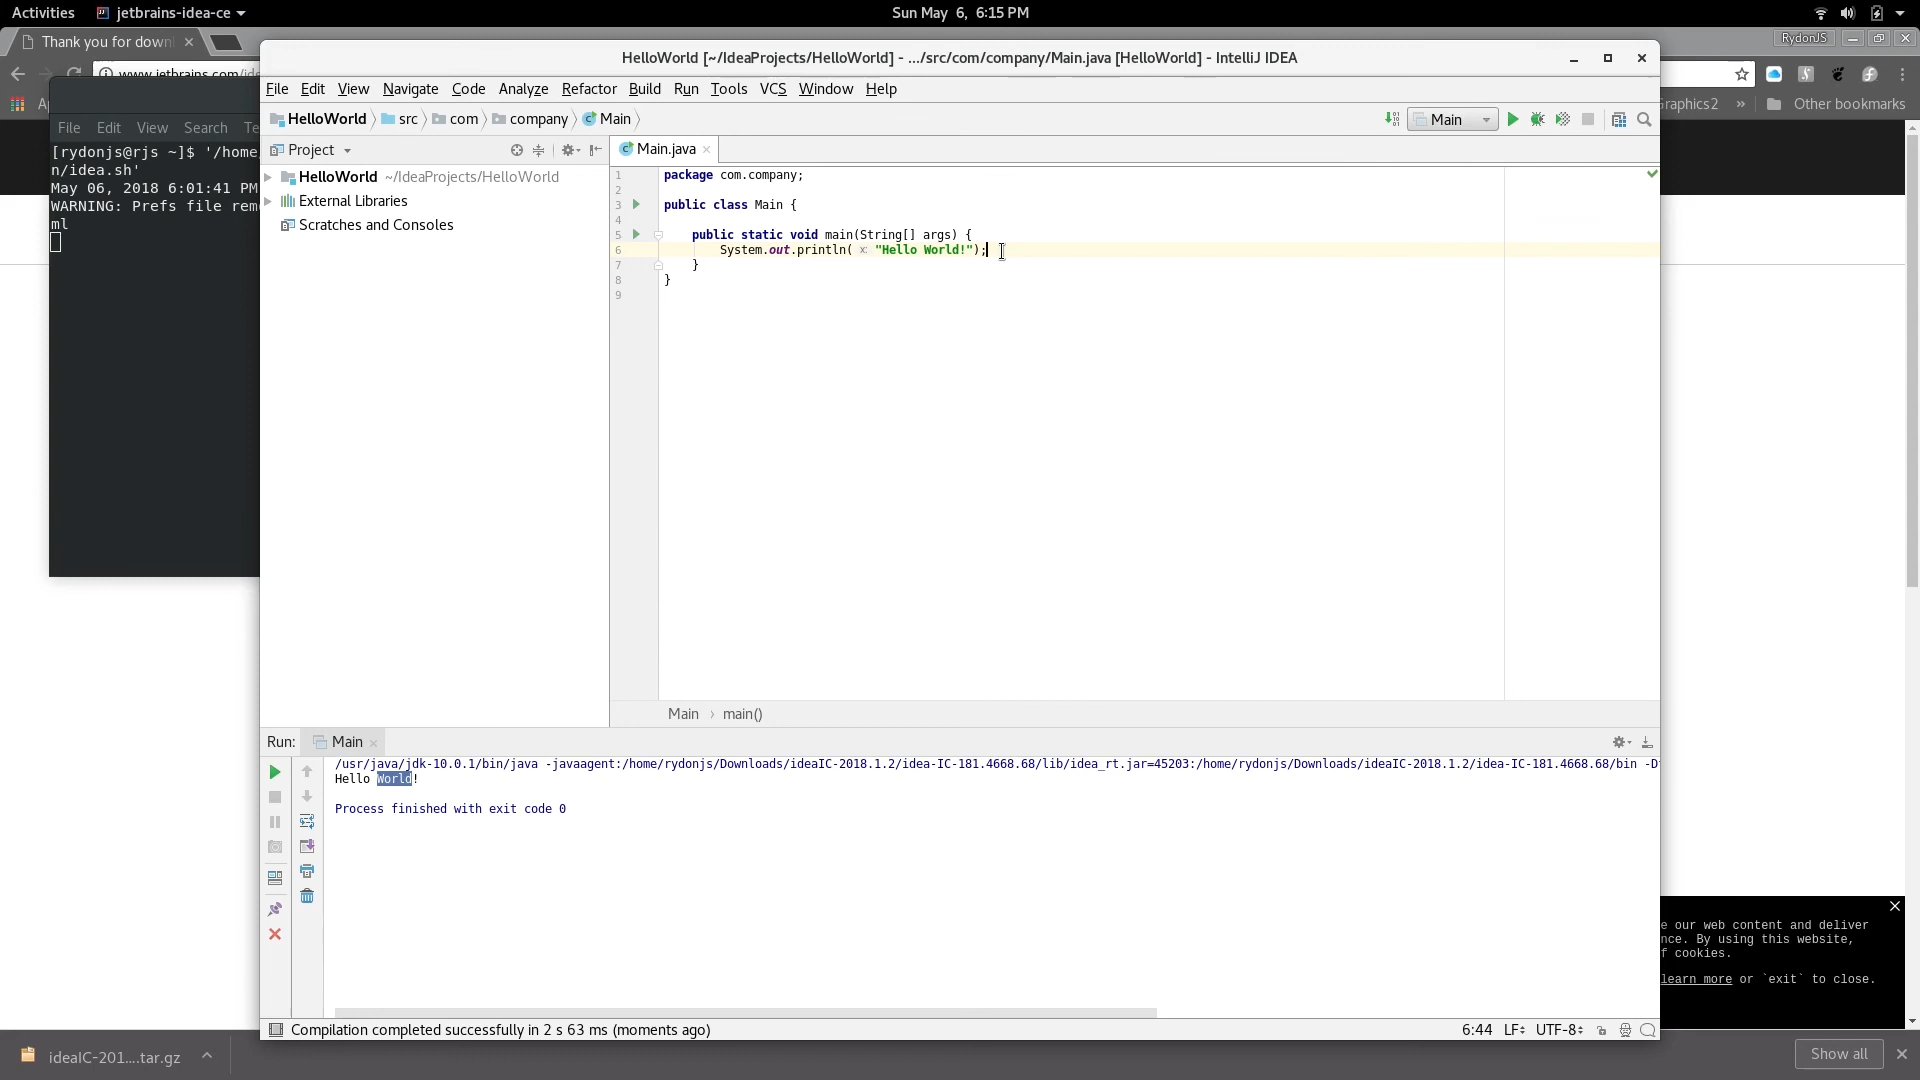 Activities jetbrains-idea-ce Sun May 6, 6:15 PM
Thank you for down
RydonJS
www.jetbrains.com/ide
Graphics2 » Other bookmarks
HelloWorld [~/IdeaProjects/HelloWorld] - .../src/com/company/Main.java [HelloWorld] - IntelliJ IDEA
File Edit View Navigate Code Analyze Refactor Build Run Tools VCS Window Help
HelloWorld src com company Main
Main
File Edit View Search Te
[rydonjs@rjs ~]$ '/home/
n/idea.sh'
May 06, 2018 6:01:41 PM
WARNING: Prefs file rem
ml
Project
HelloWorld ~/IdeaProjects/HelloWorld
External Libraries
Scratches and Consoles
Main.java
1 package com.company;
2
3 public class Main {
4
5 public static void main(String[] args) {
6 System.out.println( x: "Hello World!");
7 }
8 }
9
Main › main()
Run: Main
/usr/java/jdk-10.0.1/bin/java -javaagent:/home/rydonjs/Downloads/ideaIC-2018.1.2/idea-IC-181.4668.68/lib/idea_rt.jar=45203:/home/rydonjs/Downloads/ideaIC-2018.1.2/idea-IC-181.4668.68/bin
Hello World!
Process finished with exit code 0
Compilation completed successfully in 2 s 63 ms (moments ago)
6:44 LF UTF-8
e our web content and deliver
nce. By using this website,
f cookies.
learn more or `exit` to close.
ideaIC-201....tar.gz
Show all